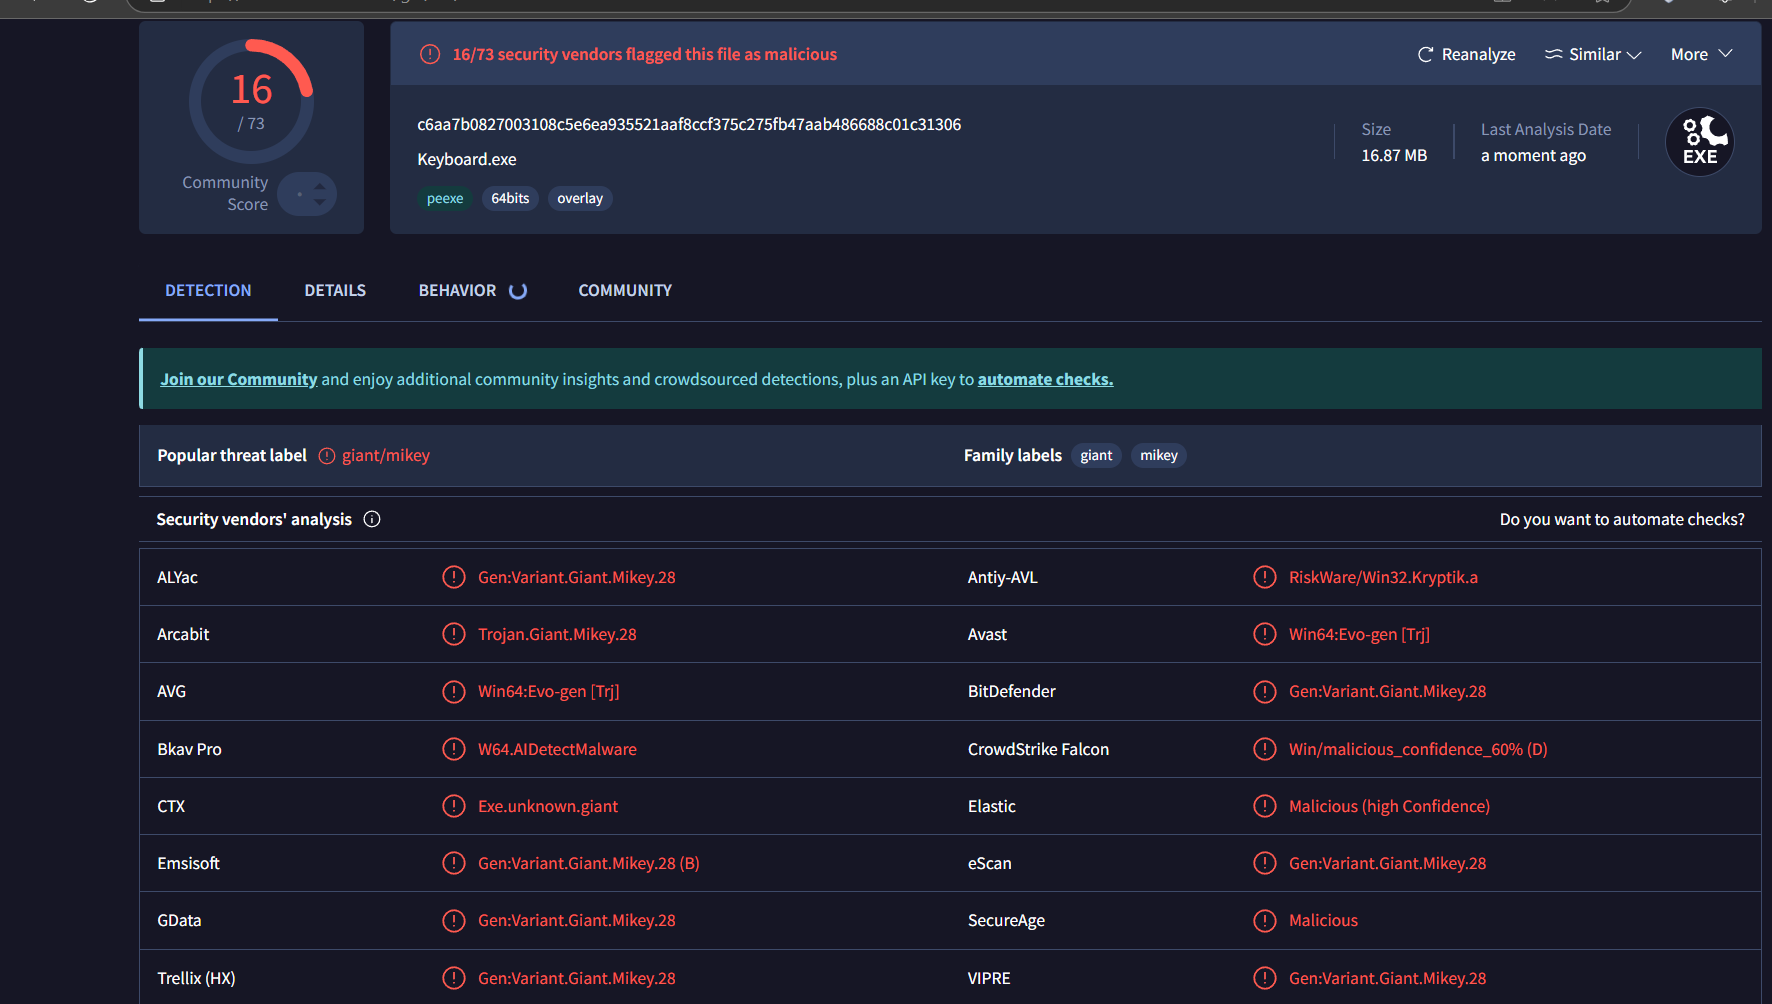 16
/ 73
Community
Score
16/73 security vendors flagged this file as malicious
Reanalyze
Similar
More
c6aa7b0827003108c5e6ea935521aaf8ccf375c275fb47aab486688c01c31306
Keyboard.exe
peexe
64bits
overlay
Size
16.87 MB
Last Analysis Date
a moment ago
EXE
DETECTION
DETAILS
BEHAVIOR
COMMUNITY
Join our Community and enjoy additional community insights and crowdsourced detections, plus an API key to automate checks.
Popular threat label
giant/mikey
Family labels
giant
mikey
Security vendors' analysis
Do you want to automate checks?
ALYac
Gen:Variant.Giant.Mikey.28
Antiy-AVL
RiskWare/Win32.Kryptik.a
Arcabit
Trojan.Giant.Mikey.28
Avast
Win64:Evo-gen [Trj]
AVG
Win64:Evo-gen [Trj]
BitDefender
Gen:Variant.Giant.Mikey.28
Bkav Pro
W64.AIDetectMalware
CrowdStrike Falcon
Win/malicious_confidence_60% (D)
CTX
Exe.unknown.giant
Elastic
Malicious (high Confidence)
Emsisoft
Gen:Variant.Giant.Mikey.28 (B)
eScan
Gen:Variant.Giant.Mikey.28
GData
Gen:Variant.Giant.Mikey.28
SecureAge
Malicious
Trellix (HX)
Gen:Variant.Giant.Mikey.28
VIPRE
Gen:Variant.Giant.Mikey.28